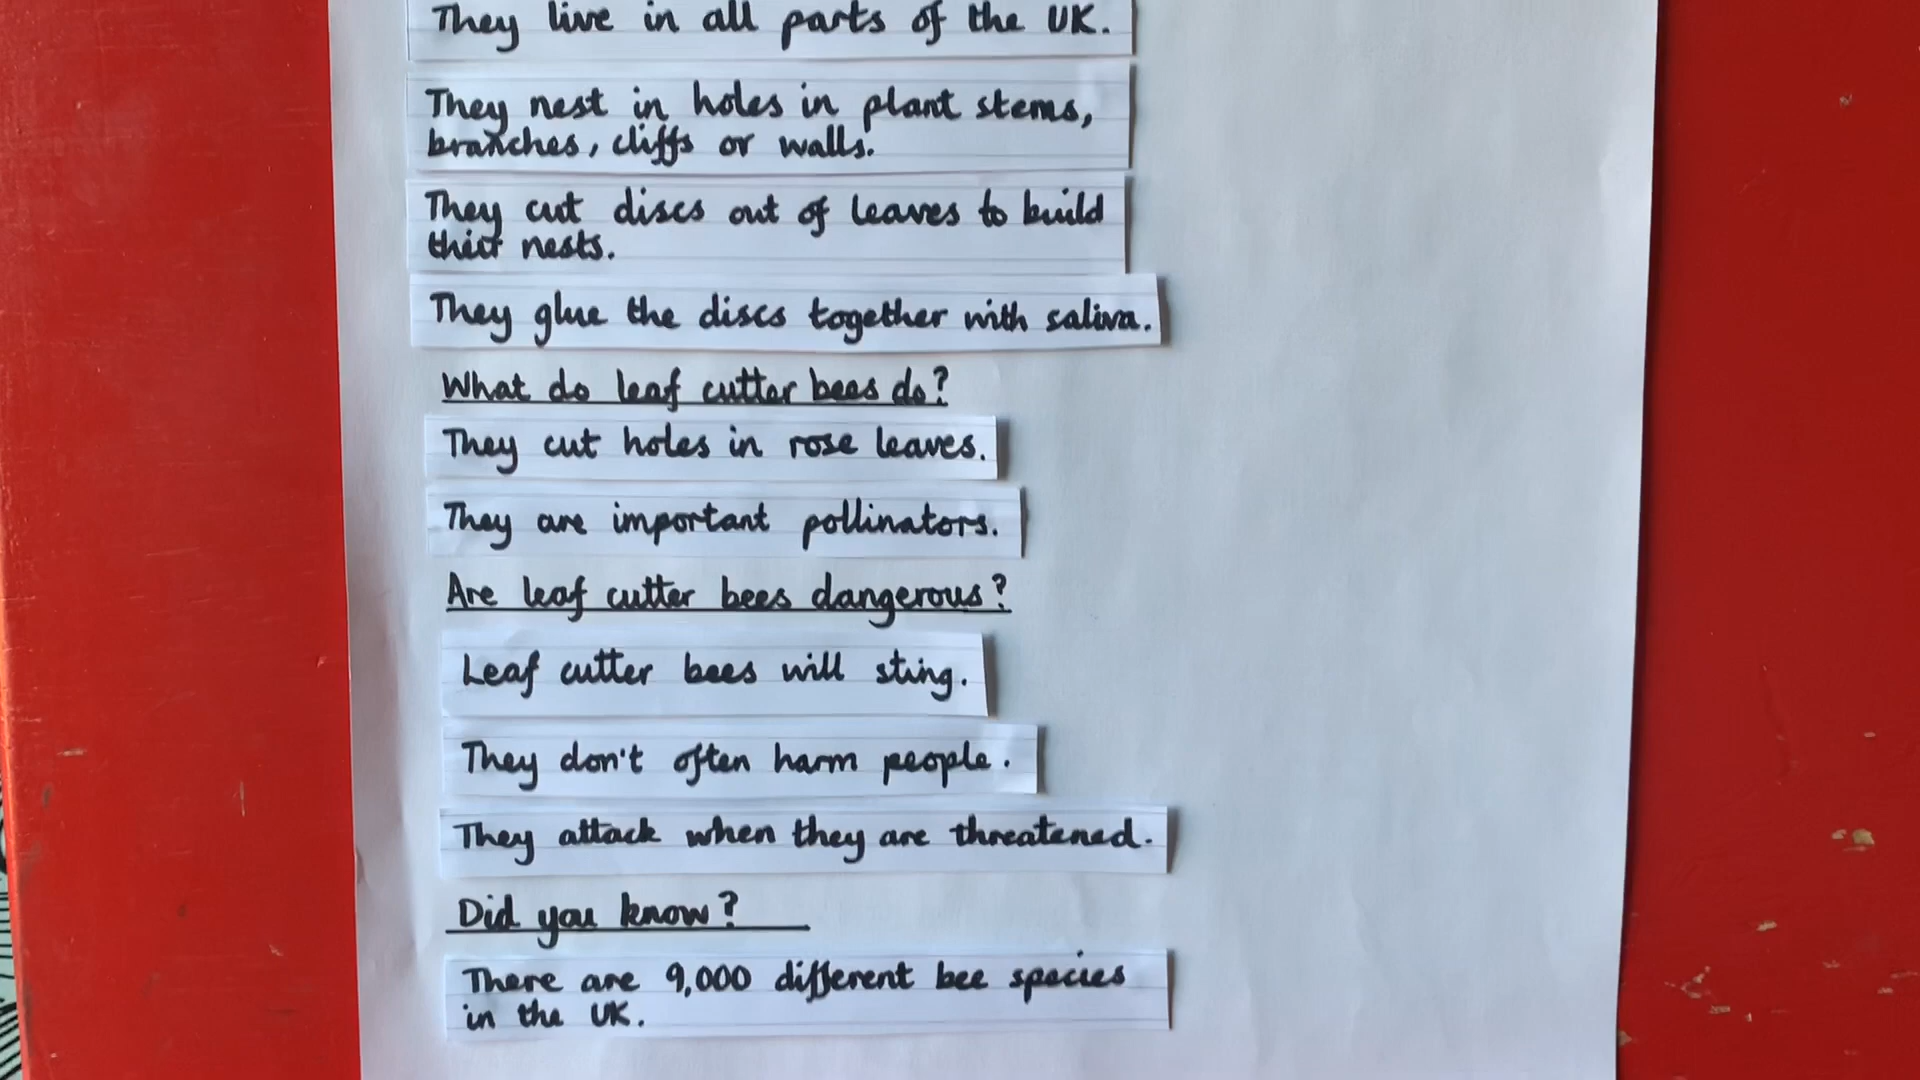 They live in all parts of the UK.
They nest in holes in plant stems,
branches, cliffs or walls.
They cut discs out of leaves to build
their nests.
They glue the discs together with saliva.
What do leaf cutter bees do?
They cut holes in rose leaves.
They are important pollinators.
Are leaf cutter bees dangerous?
Leaf cutter bees will sting.
They don't often harm people.
They attack when they are threatened.
Did you know?
There are 9,000 different bee species
in the UK.